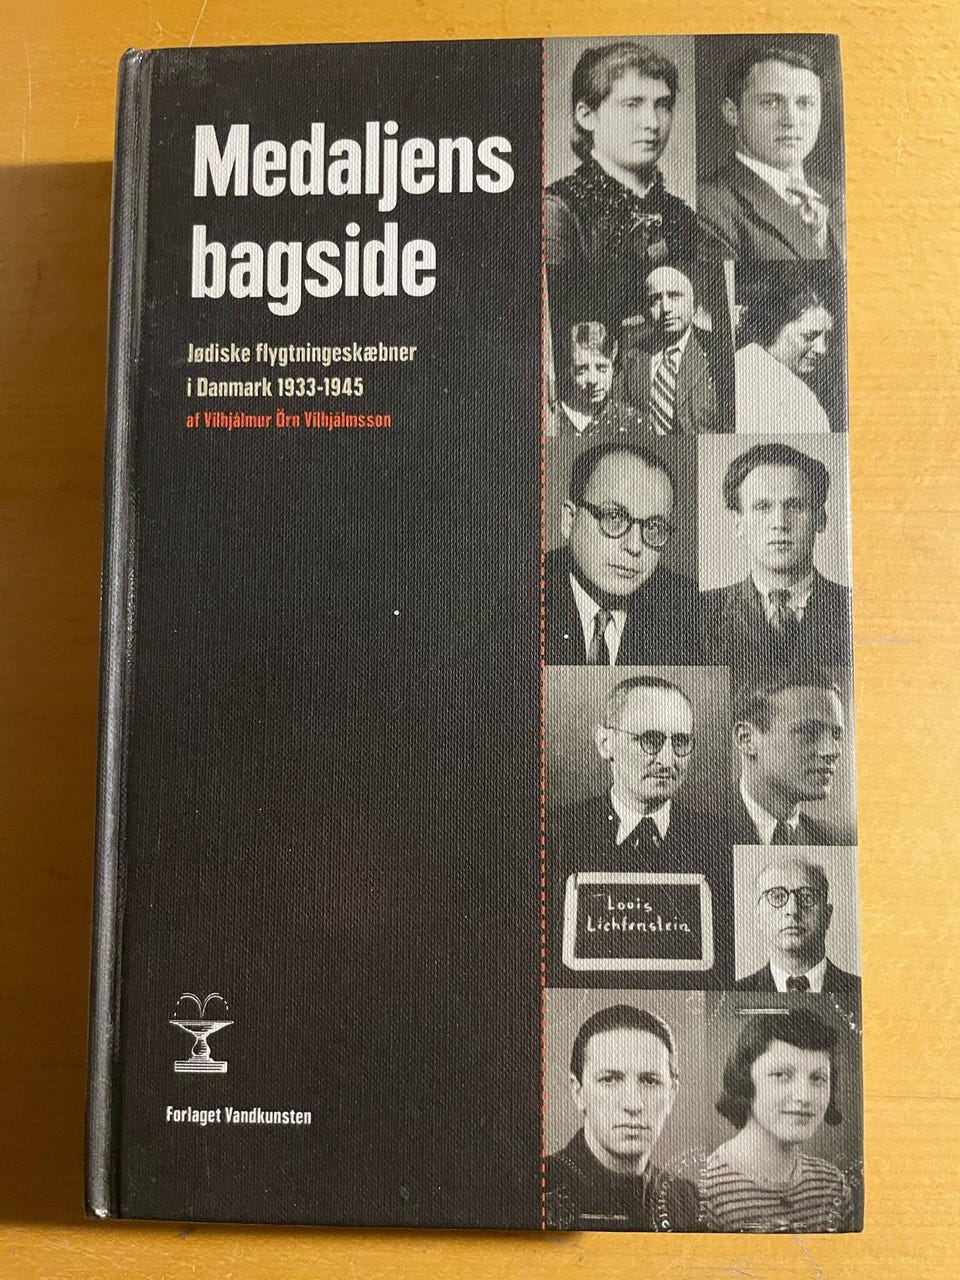 Medaljens
bagside
Jødiske flygtningeskæbner
i Danmark 1933-1945
af Vilhjálmur Örn Vilhjálmsson
Louis
Lichtenstein
Forlaget Vandkunsten